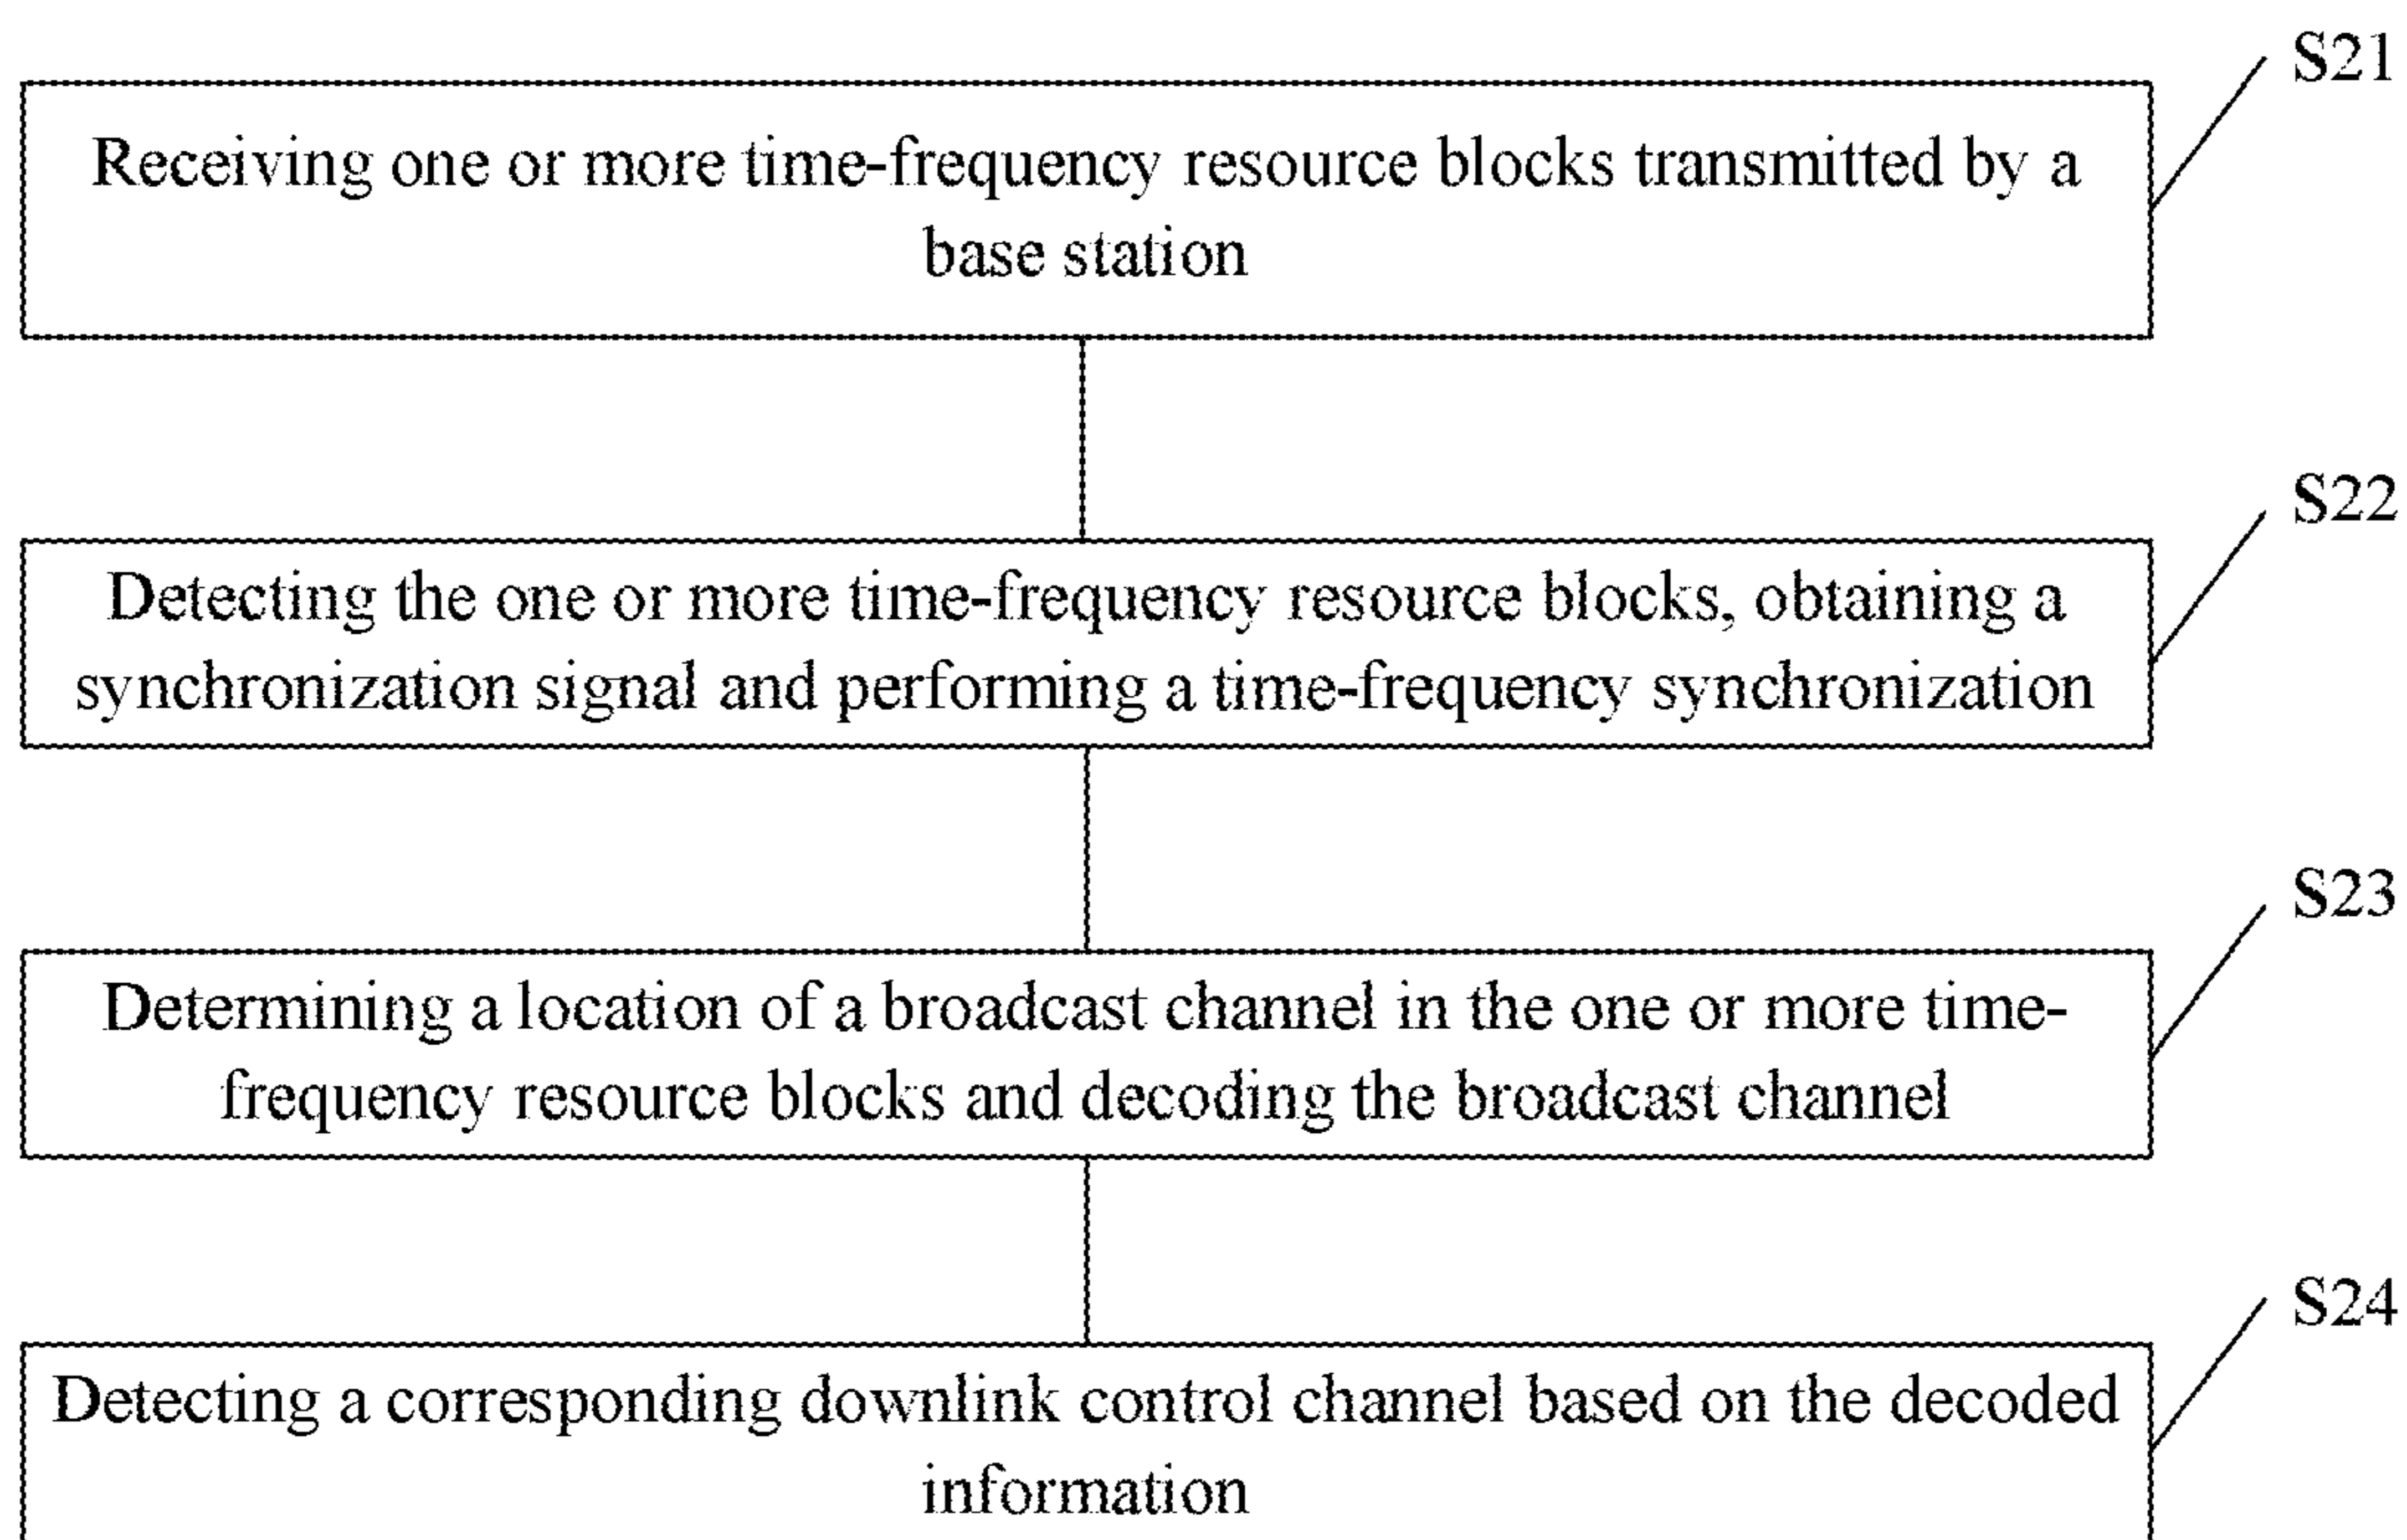 S21
Receiving one or more time-frequency resource blocks transmitted by a
base station
S22
Detecting the one or more time-frequency resource blocks, obtaining a
synchronization signal and performing a time-frequency synchronization
S23
Determining a location of a broadcast channel in the one or more time-
frequency resource blocks and decoding the broadcast channel
S24
Detecting a corresponding downlink control channel based on the decoded
information